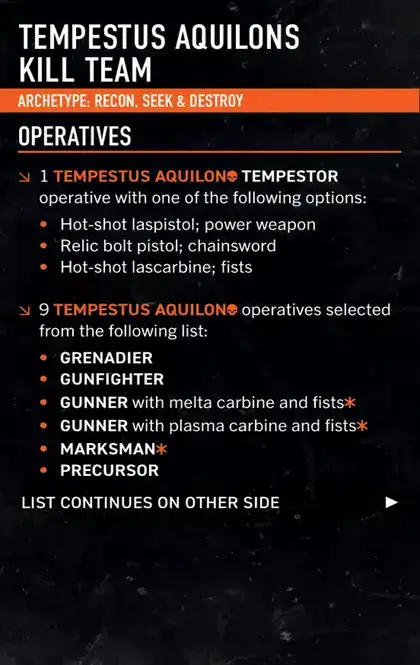 TEMPESTUS AQUILONS
KILL TEAM
ARCHETYPE: RECON, SEEK & DESTROY
OPERATIVES
↘ 1 TEMPESTUS AQUILON💀 TEMPESTOR
operative with one of the following options:
• Hot-shot laspistol; power weapon
• Relic bolt pistol; chainsword
• Hot-shot lascarbine; fists
↘ 9 TEMPESTUS AQUILON💀 operatives selected
from the following list:
• GRENADIER
• GUNFIGHTER
• GUNNER with melta carbine and fists*
• GUNNER with plasma carbine and fists*
• MARKSMAN*
• PRECURSOR
LIST CONTINUES ON OTHER SIDE ►